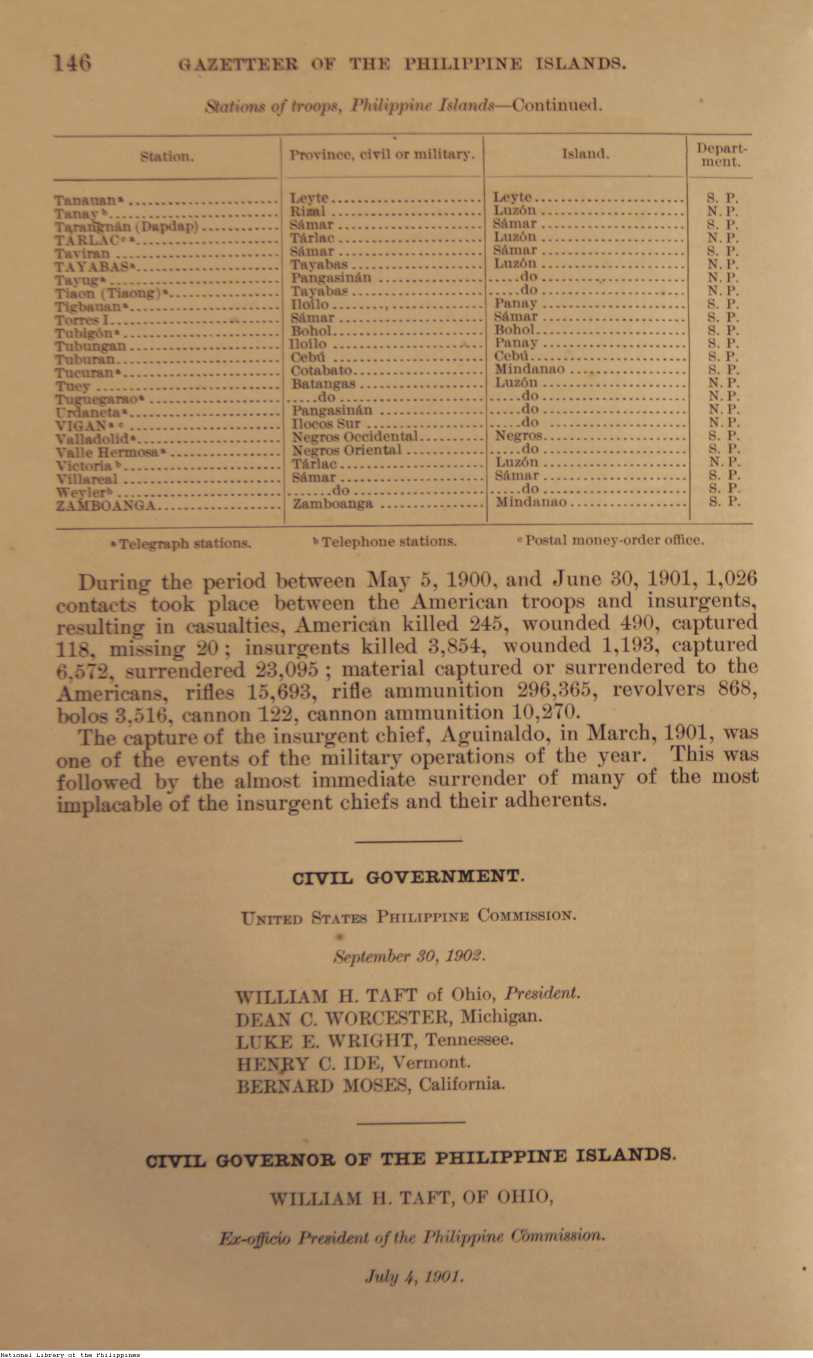 146 GAZETTEER OF THE PHILIPPINE ISLANDS.
Stations of troops, Philippine Islands—Continued.
Station. Province, civil or military. Island. Depart-
ment.
Tanauan a Leyte Leyte S. P.
Tanay b Rizal Luzón N. P.
Tarangnán (Dapdap) Sámar Sámar S. P.
TARLAC c a Tárlac Luzón N. P.
Taviran Sámar Sámar S. P.
TAYABAS a Tayabas Luzón N. P.
Tayug a Pangasinán do N. P.
Tiaon (Tiaong) a Tayabas do N. P.
Tigbauan a Iloílo Panay S. P.
Torres I Sámar Sámar S. P.
Tubigón a Bohol Bohol S. P.
Tubungan Iloílo Panay S. P.
Tuburan Cebú Cebú S. P.
Tucuran a Cotabato Mindanao S. P.
Tuey Batangas Luzón N. P.
Tuguegarao a do do N. P.
Urdaneta a Pangasinán do N. P.
VIGAN a c Ilocos Sur do N. P.
Valladolid a Negros Occidental Negros S. P.
Valle Hermosa a Negros Oriental do S. P.
Victoria b Tárlac Luzón N. P.
Villareal Sámar Sámar S. P.
Weyler b do do S. P.
ZAMBOANGA Zamboanga Mindanao S. P.
a Telegraph stations. b Telephone stations. c Postal money-order office.
During the period between May 5, 1900, and June 30, 1901, 1,026
contacts took place between the American troops and insurgents,
resulting in casualties, American killed 245, wounded 490, captured
118, missing 20; insurgents killed 3,854, wounded 1,193, captured
6,572, surrendered 23,095; material captured or surrendered to the
Americans, rifles 15,693, rifle ammunition 296,365, revolvers 868,
bolos 3,516, cannon 122, cannon ammunition 10,270.
The capture of the insurgent chief, Aguinaldo, in March, 1901, was
one of the events of the military operations of the year. This was
followed by the almost immediate surrender of many of the most
implacable of the insurgent chiefs and their adherents.
CIVIL GOVERNMENT.
UNITED STATES PHILIPPINE COMMISSION.
September 30, 1902.
WILLIAM H. TAFT of Ohio, President.
DEAN C. WORCESTER, Michigan.
LUKE E. WRIGHT, Tennessee.
HENRY C. IDE, Vermont.
BERNARD MOSES, California.
CIVIL GOVERNOR OF THE PHILIPPINE ISLANDS.
WILLIAM H. TAFT, OF OHIO,
Ex-officio President of the Philippine Commission.
July 4, 1901.
National Library of the Philippines